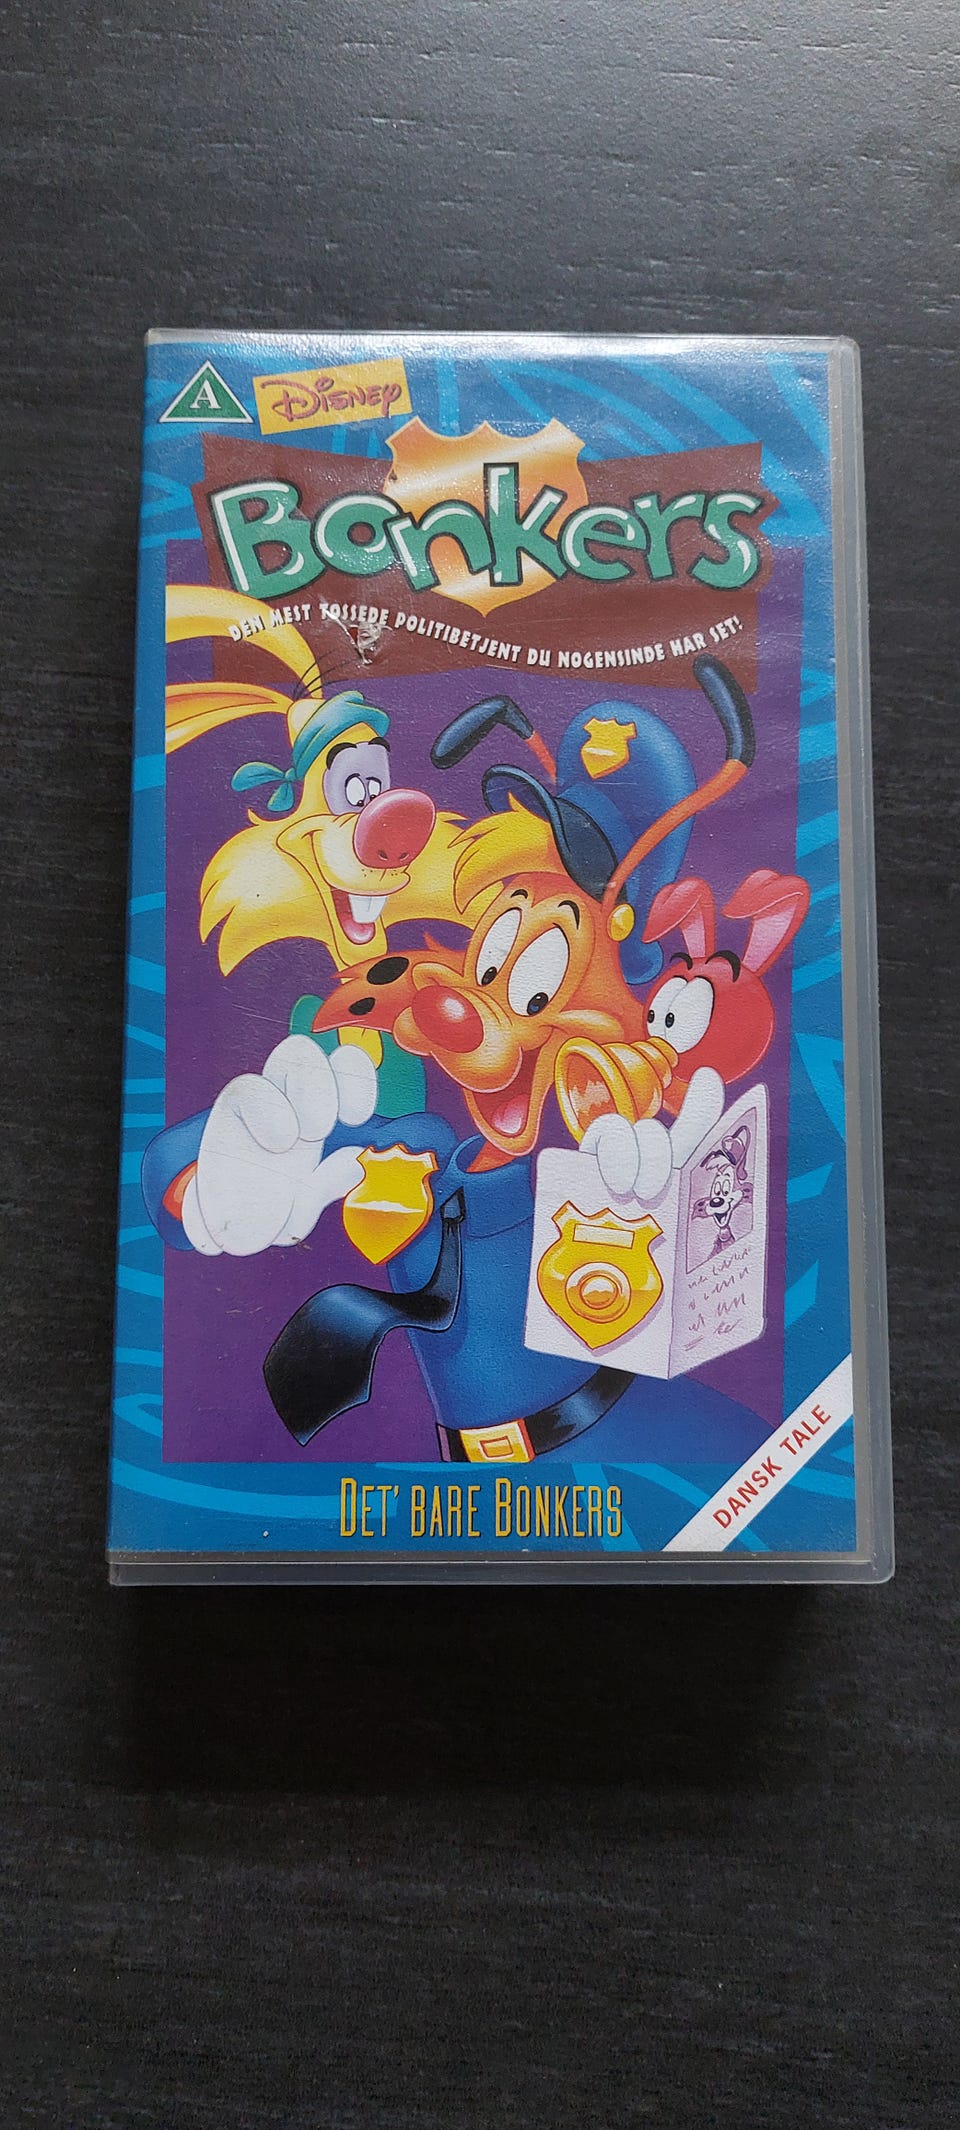 A
Disney
Bonkers
DEN MEST TOSSEDE POLITIBETJENT DU NOGENSINDE HAR SET!
DET' BARE BONKERS
DANSK TALE